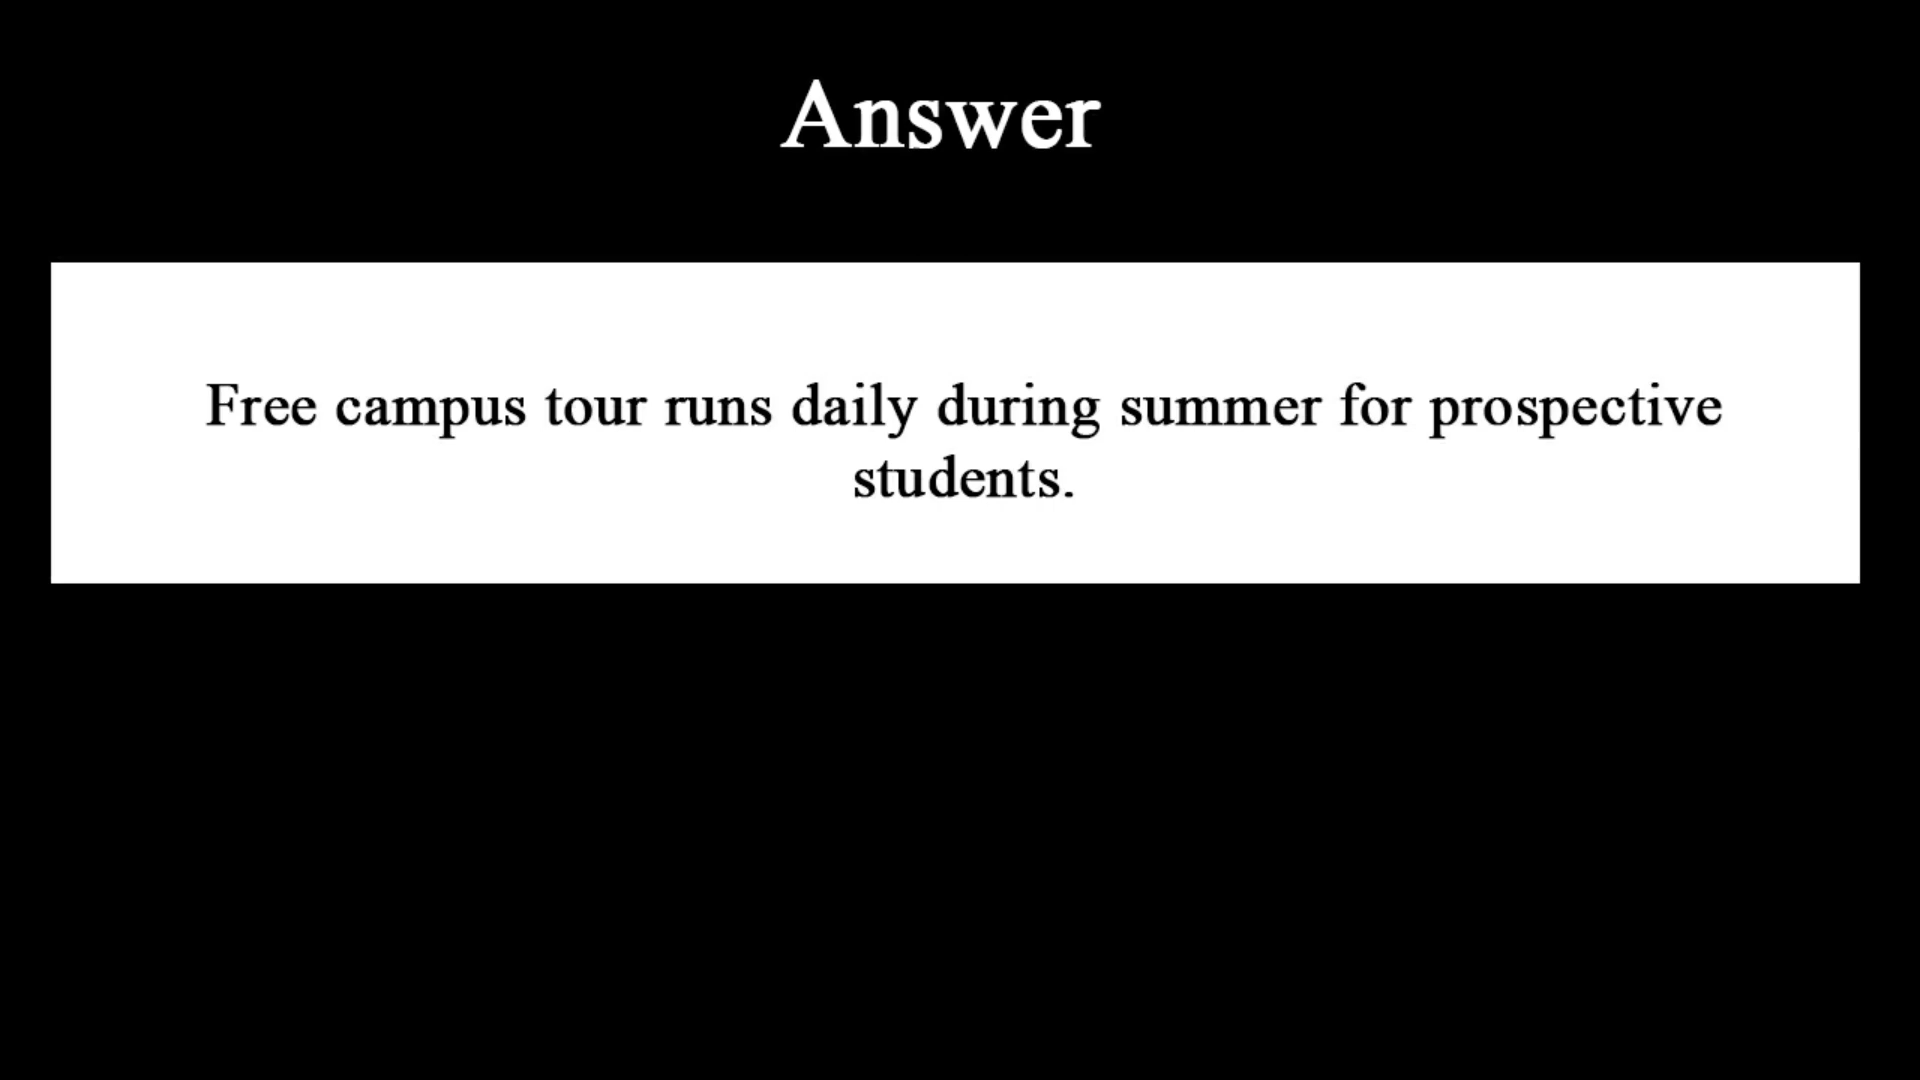 Answer
Free campus tour runs daily during summer for prospective
students.